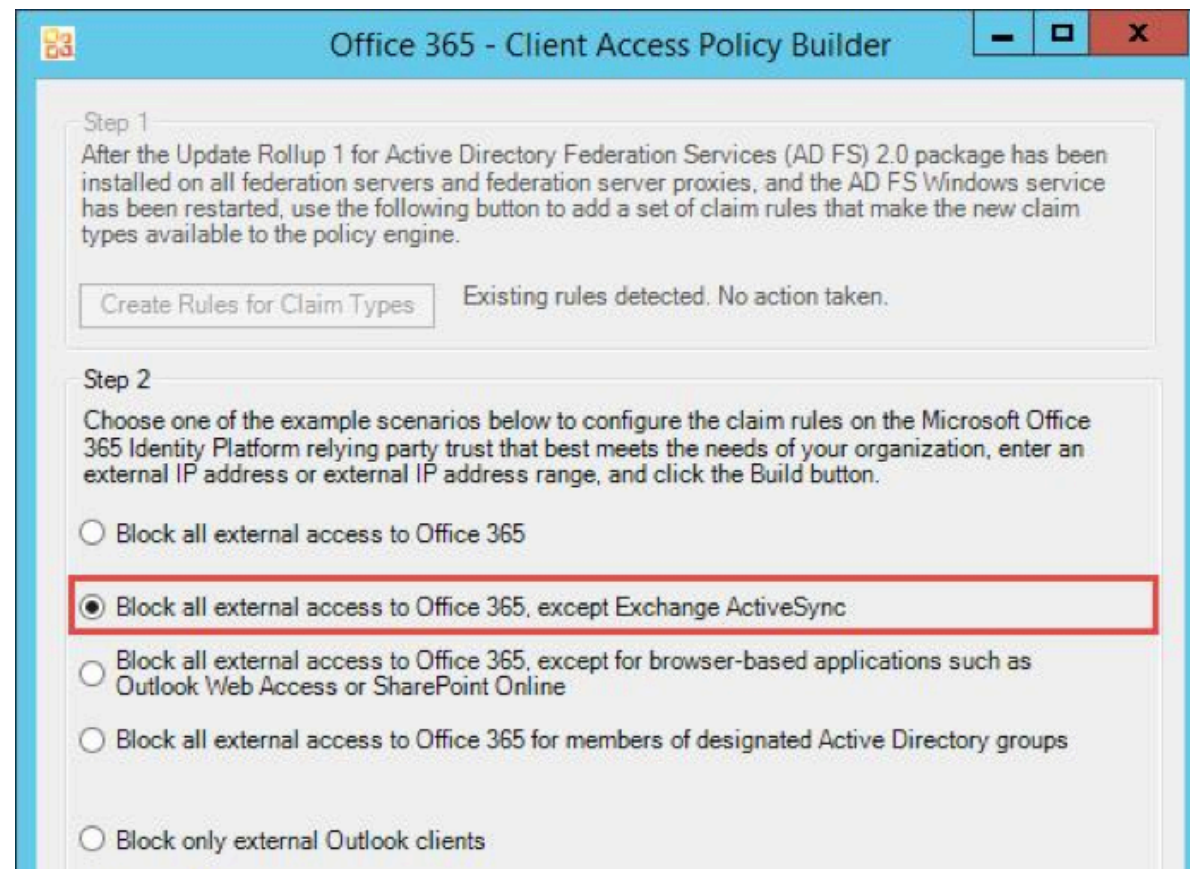 Office 365 - Client Access Policy Builder
Step 1
After the Update Rollup 1 for Active Directory Federation Services (AD FS) 2.0 package has been
installed on all federation servers and federation server proxies, and the AD FS Windows service
has been restarted, use the following button to add a set of claim rules that make the new claim
types available to the policy engine.
Create Rules for Claim Types
Existing rules detected. No action taken.
Step 2
Choose one of the example scenarios below to configure the claim rules on the Microsoft Office
365 Identity Platform relying party trust that best meets the needs of your organization, enter an
external IP address or external IP address range, and click the Build button.
Block all external access to Office 365
Block all external access to Office 365, except Exchange ActiveSync
Block all external access to Office 365, except for browser-based applications such as
Outlook Web Access or SharePoint Online
Block all external access to Office 365 for members of designated Active Directory groups
Block only external Outlook clients